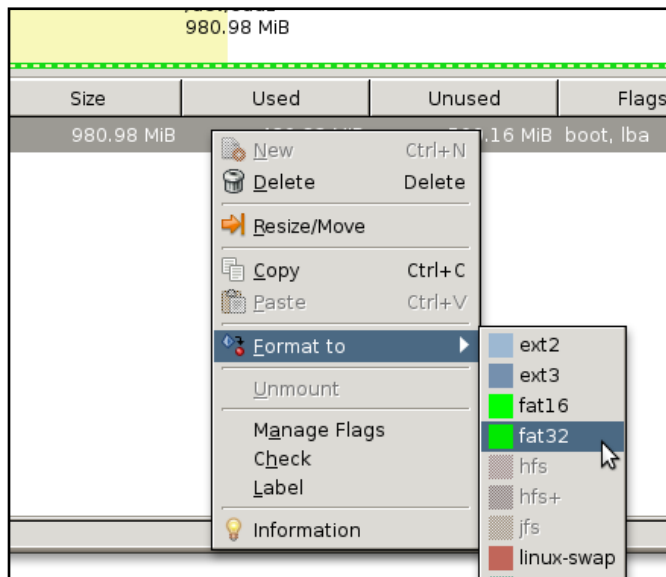 980.98 MiB
Size Used Unused Flags
980.98 MiB .16 MiB boot, lba
New Ctrl+N
Delete Delete
Resize/Move
Copy Ctrl+C
Paste Ctrl+V
Format to
Unmount
Manage Flags
Check
Label
Information
ext2
ext3
fat16
fat32
hfs
hfs+
jfs
linux-swap